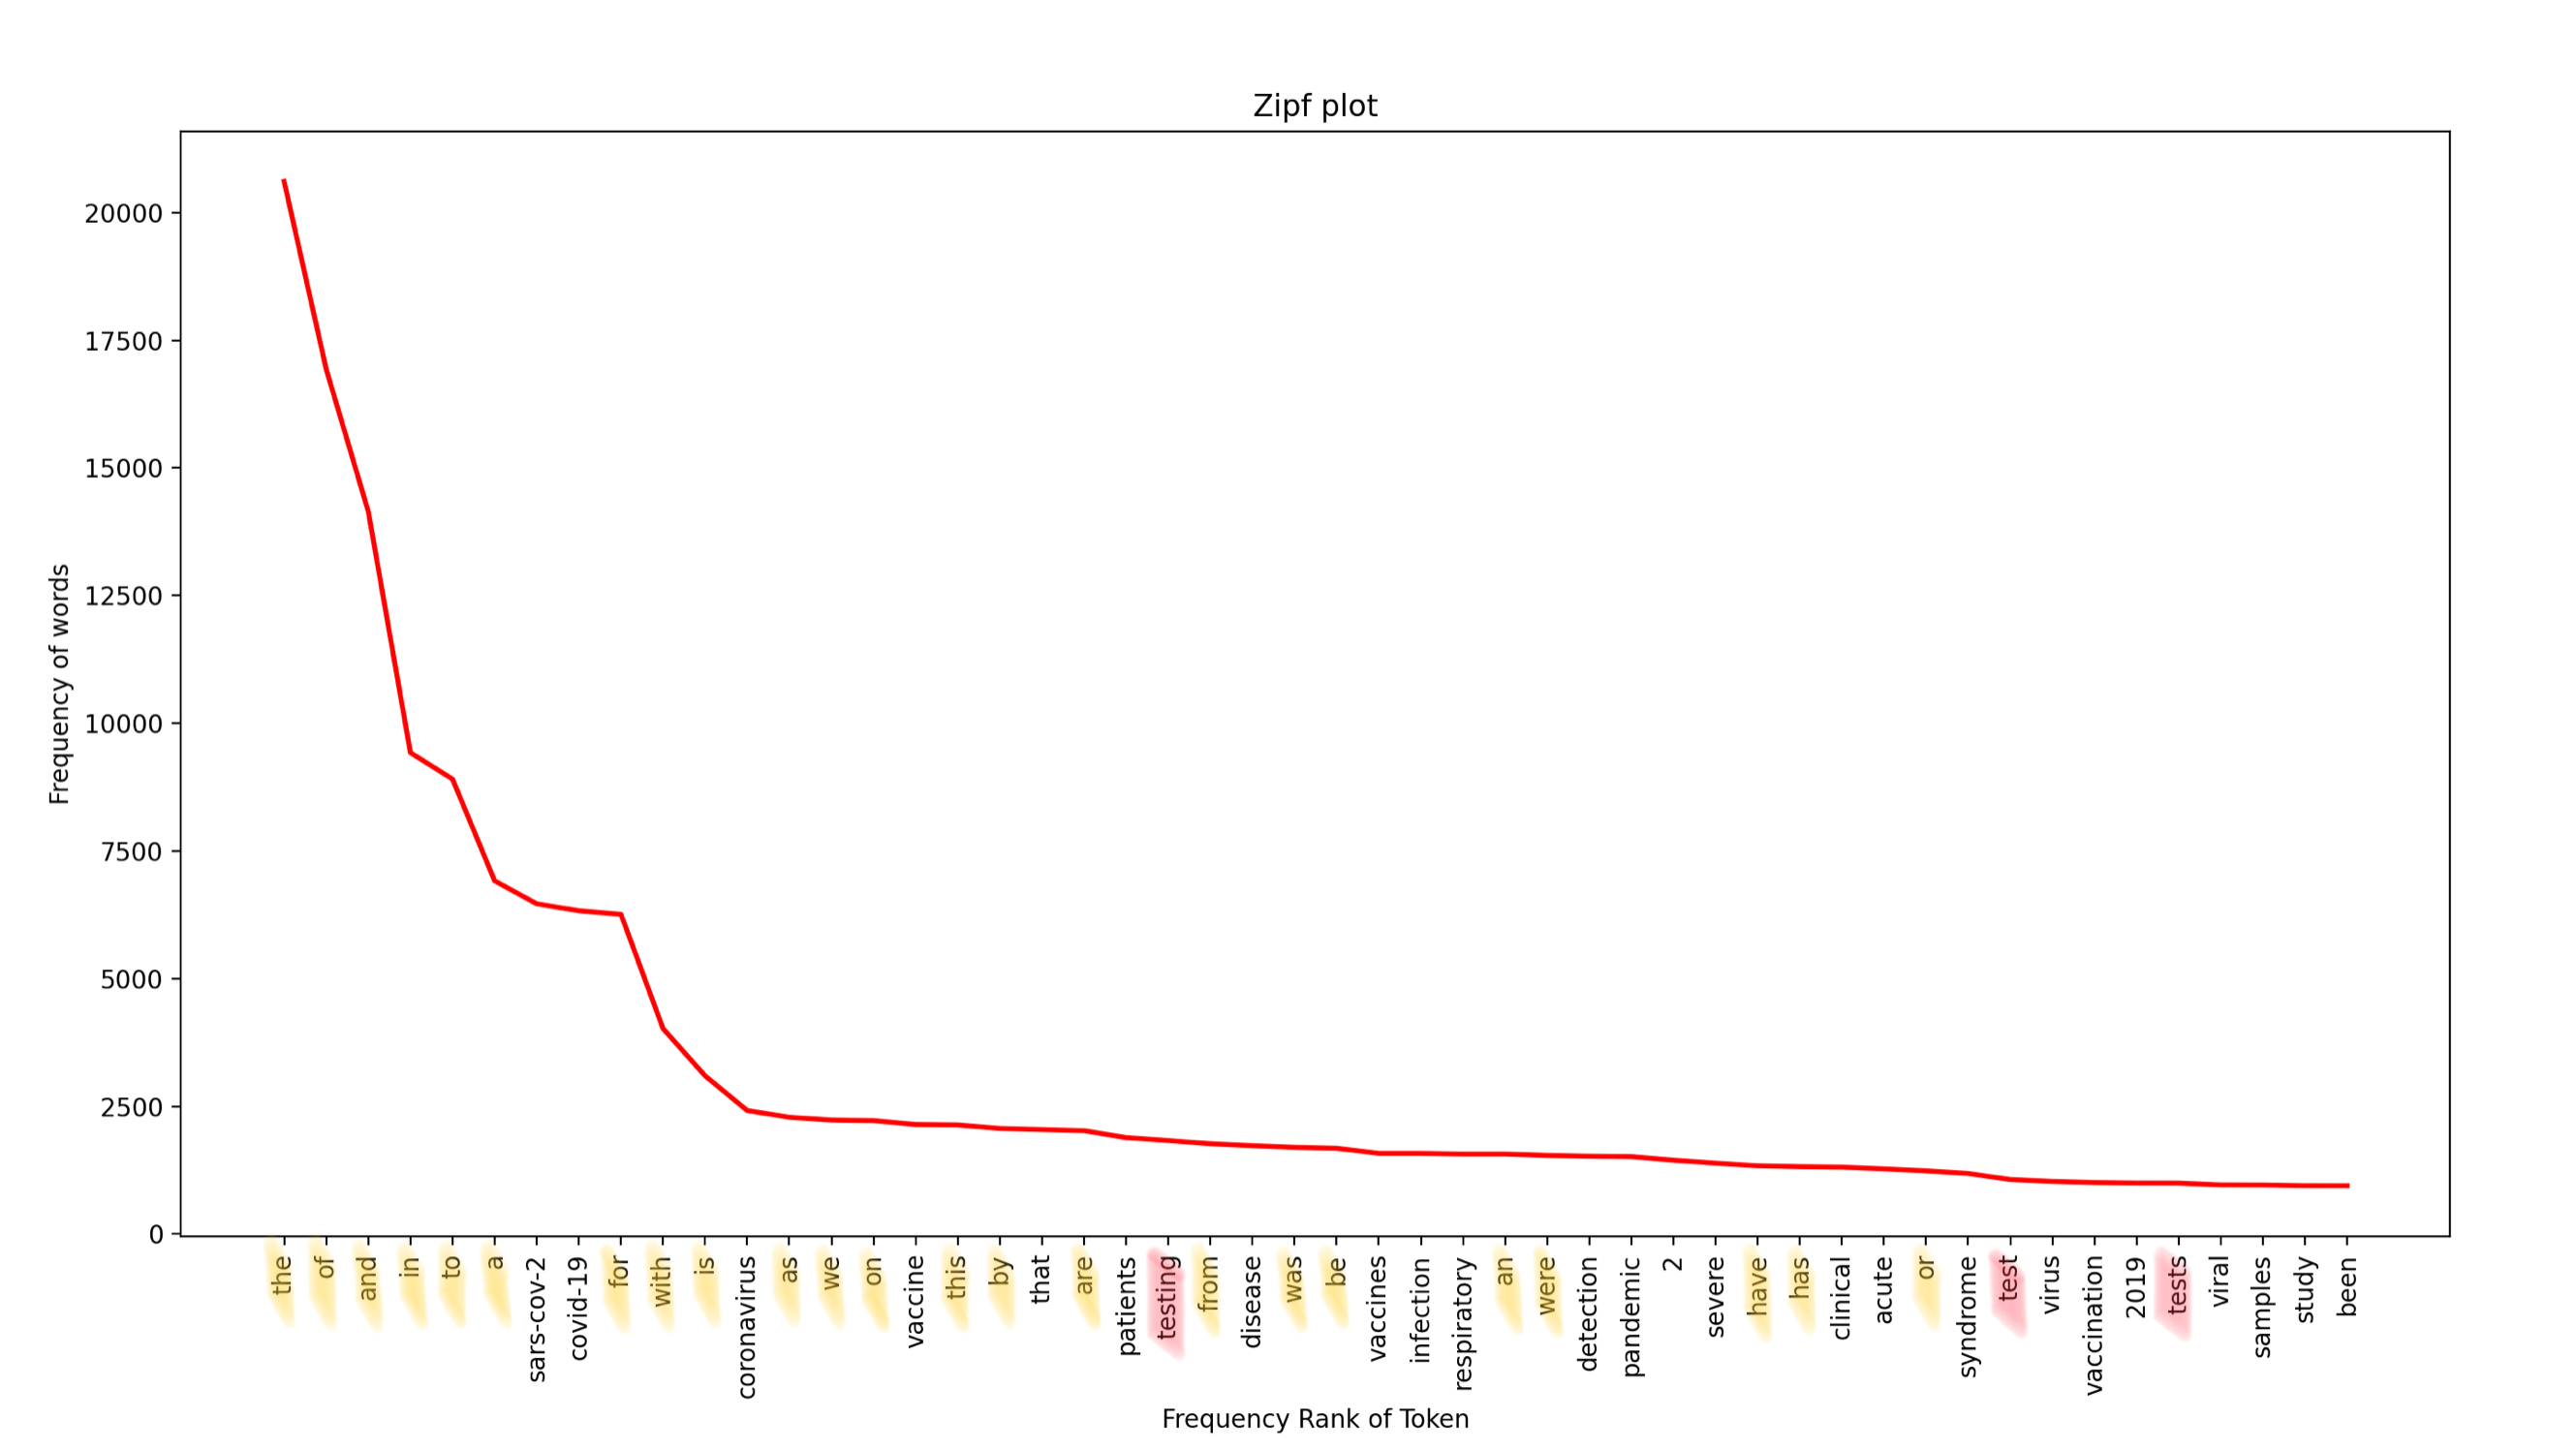 Zipf plot
20000
17500
15000
12500
10000
7500
5000
2500
0
Frequency of words
the of and in to a sars-cov-2 covid-19 for with is coronavirus as we on vaccine this by that are patients testing from disease was be vaccines infection respiratory an were detection pandemic 2 severe have has clinical acute or syndrome test virus vaccination 2019 tests viral samples study been
Frequency Rank of Token